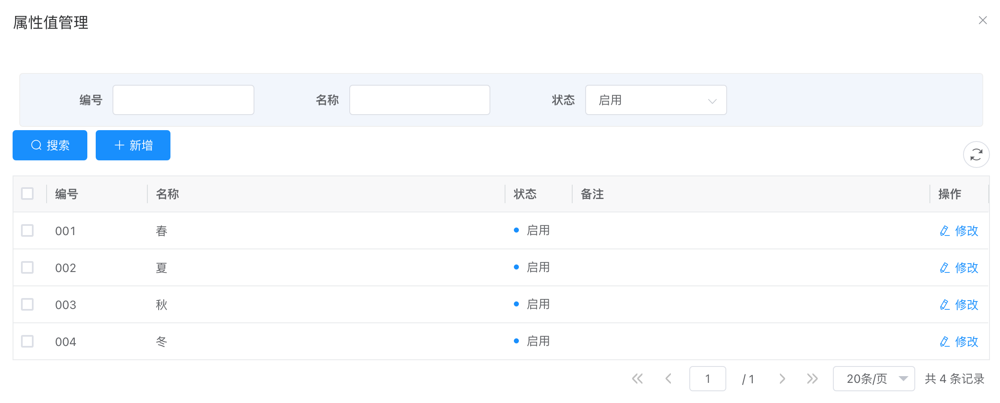 属性值管理
编号 名称 状态 启用
搜索 新增
编号 名称 状态 备注 操作
001 春 启用 修改
002 夏 启用 修改
003 秋 启用 修改
004 冬 启用 修改
1 / 1 20条/页 共 4 条记录